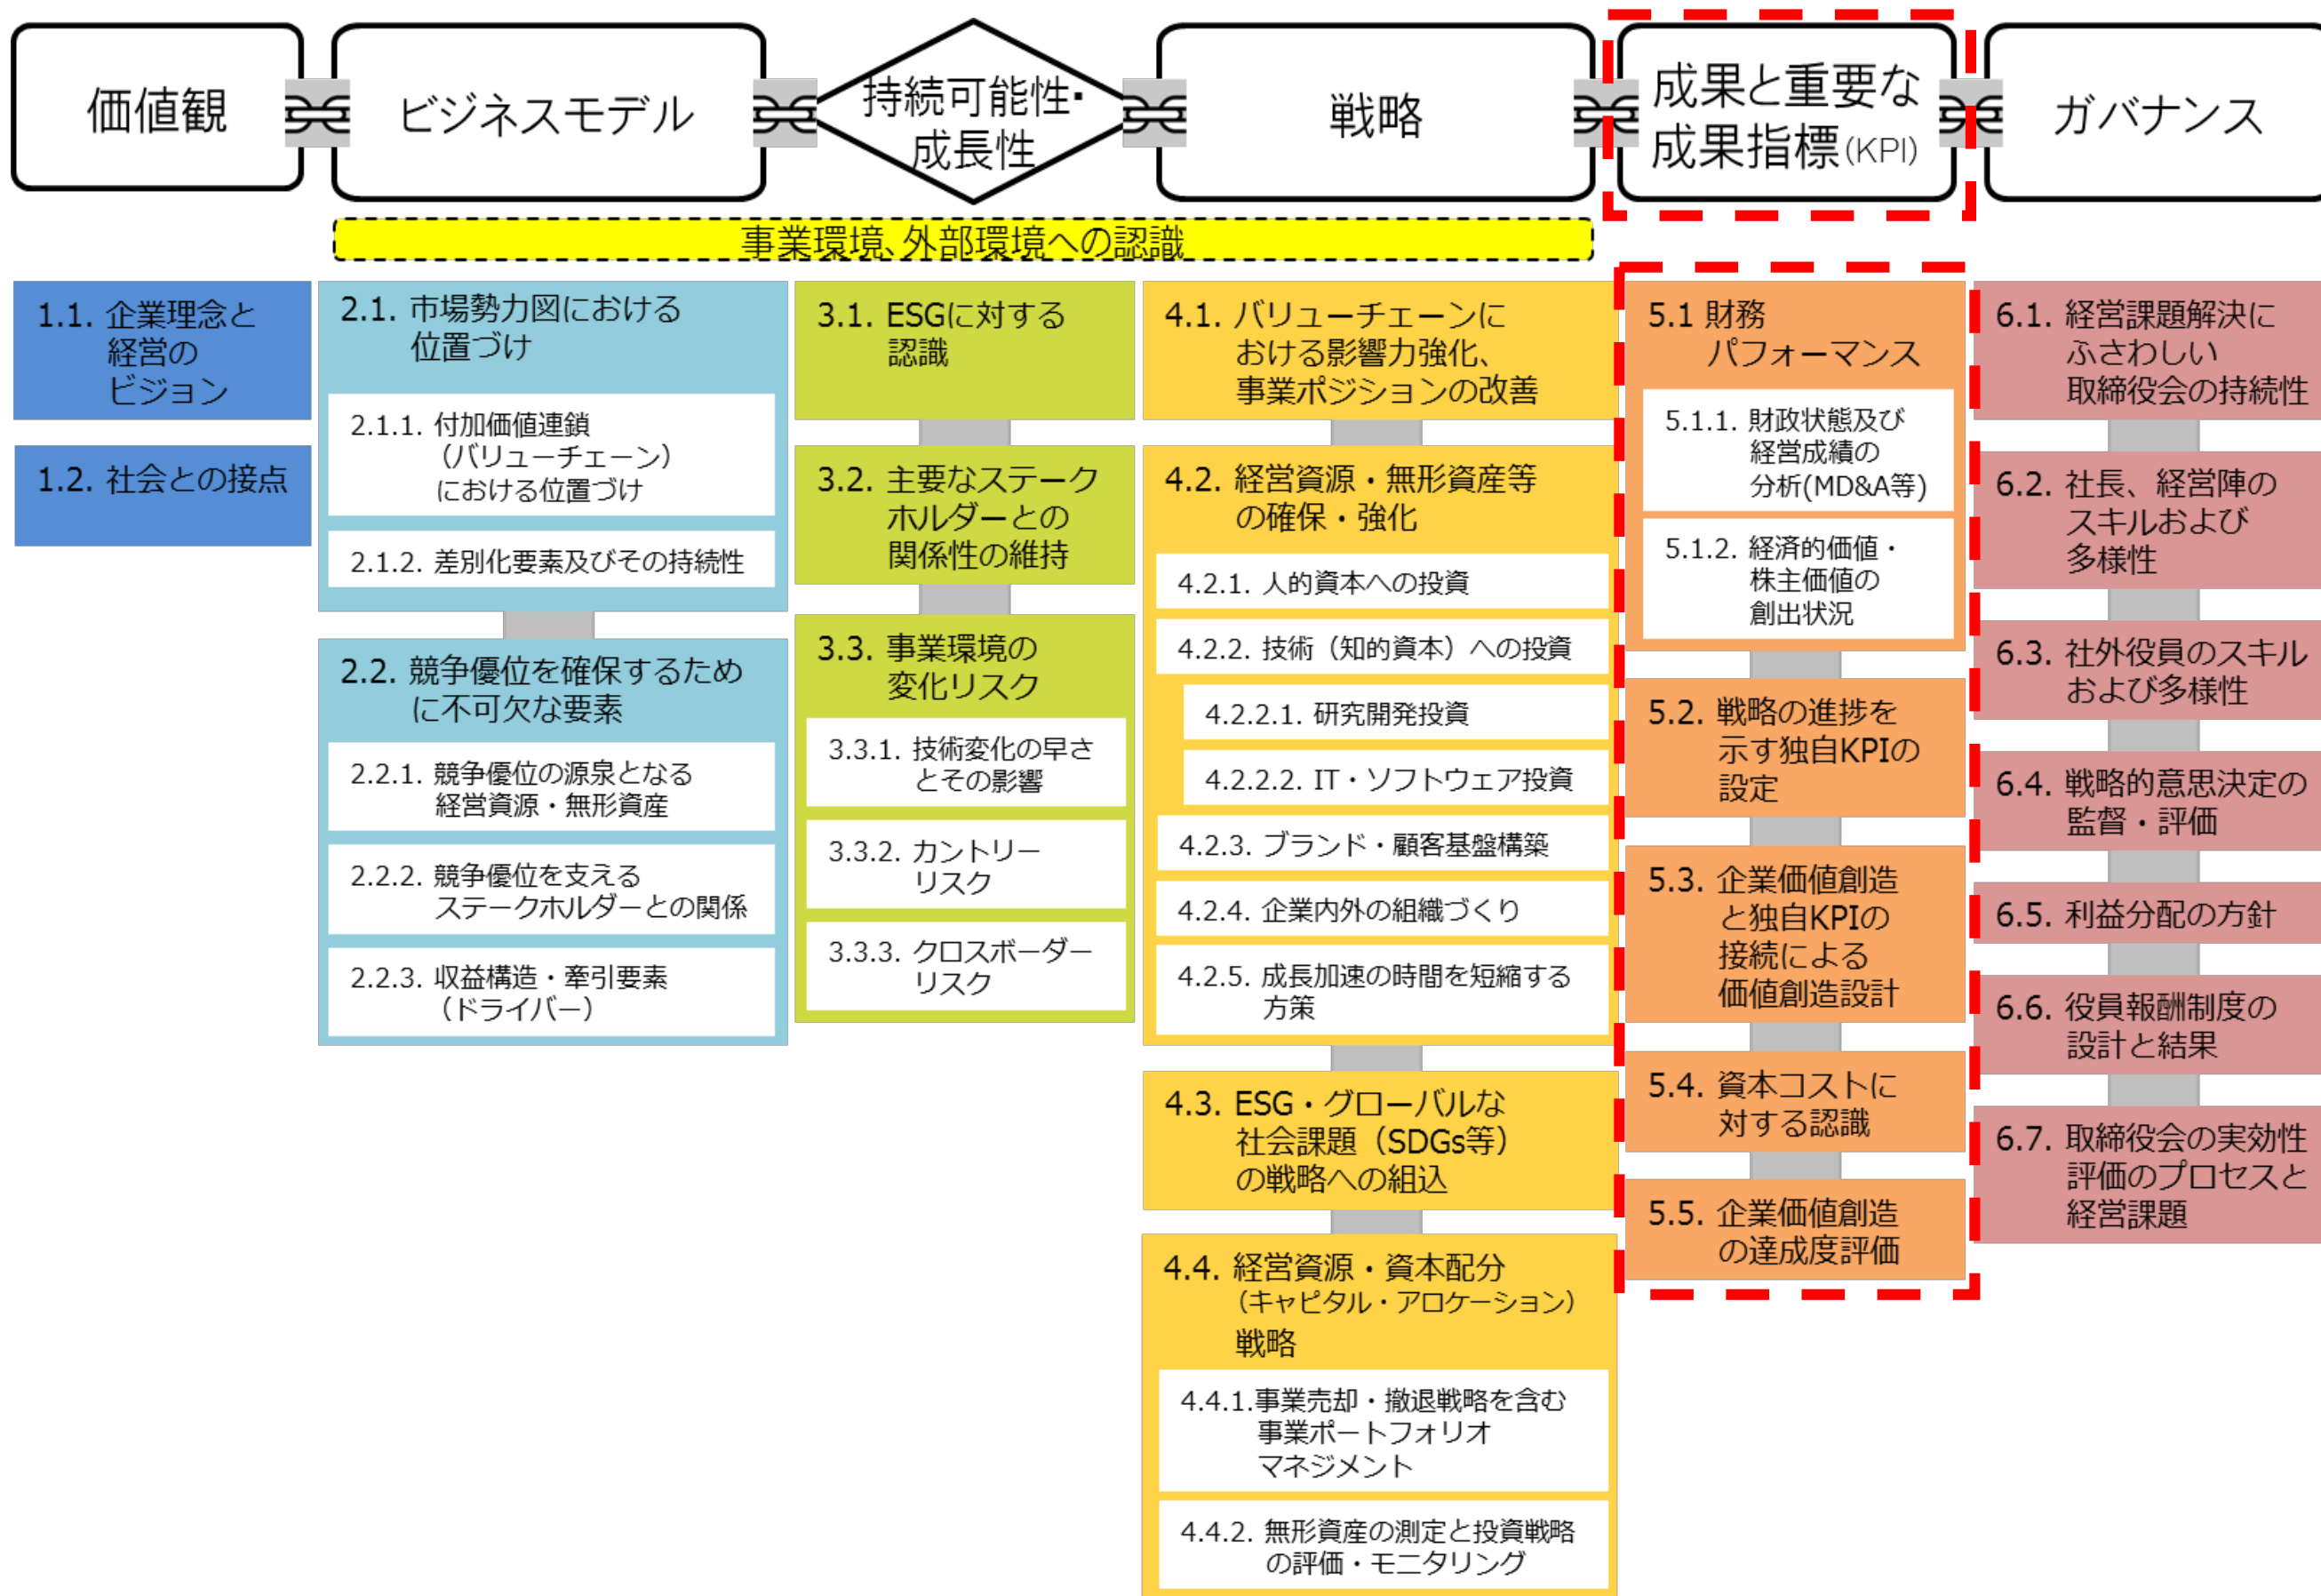 価値観
ビジネスモデル
持続可能性・
成長性
戦略
成果と重要な
成果指標(KPI)
ガバナンス
事業環境、外部環境への認識
1.1. 企業理念と
経営の
ビジョン
1.2. 社会との接点
2.1. 市場勢力図における
位置づけ
2.1.1. 付加価値連鎖
（バリューチェーン）
における位置づけ
2.1.2. 差別化要素及びその持続性
2.2. 競争優位を確保するため
に不可欠な要素
2.2.1. 競争優位の源泉となる
経営資源・無形資産
2.2.2. 競争優位を支える
ステークホルダーとの関係
2.2.3. 収益構造・牽引要素
（ドライバー）
3.1. ESGに対する
認識
3.2. 主要なステーク
ホルダーとの
関係性の維持
3.3. 事業環境の
変化リスク
3.3.1. 技術変化の早さ
とその影響
3.3.2. カントリー
リスク
3.3.3. クロスボーダー
リスク
4.1. バリューチェーンに
おける影響力強化、
事業ポジションの改善
4.2. 経営資源・無形資産等
の確保・強化
4.2.1. 人的資本への投資
4.2.2. 技術（知的資本）への投資
4.2.2.1. 研究開発投資
4.2.2.2. IT・ソフトウェア投資
4.2.3. ブランド・顧客基盤構築
4.2.4. 企業内外の組織づくり
4.2.5. 成長加速の時間を短縮する
方策
4.3. ESG・グローバルな
社会課題（SDGs等）
の戦略への組込
4.4. 経営資源・資本配分
（キャピタル・アロケーション）
戦略
4.4.1.事業売却・撤退戦略を含む
事業ポートフォリオ
マネジメント
4.4.2. 無形資産の測定と投資戦略
の評価・モニタリング
5.1 財務
パフォーマンス
5.1.1. 財政状態及び
経営成績の
分析(MD&A等)
5.1.2. 経済的価値・
株主価値の
創出状況
5.2. 戦略の進捗を
示す独自KPIの
設定
5.3. 企業価値創造
と独自KPIの
接続による
価値創造設計
5.4. 資本コストに
対する認識
5.5. 企業価値創造
の達成度評価
6.1. 経営課題解決に
ふさわしい
取締役会の持続性
6.2. 社長、経営陣の
スキルおよび
多様性
6.3. 社外役員のスキル
および多様性
6.4. 戦略的意思決定の
監督・評価
6.5. 利益分配の方針
6.6. 役員報酬制度の
設計と結果
6.7. 取締役会の実効性
評価のプロセスと
経営課題